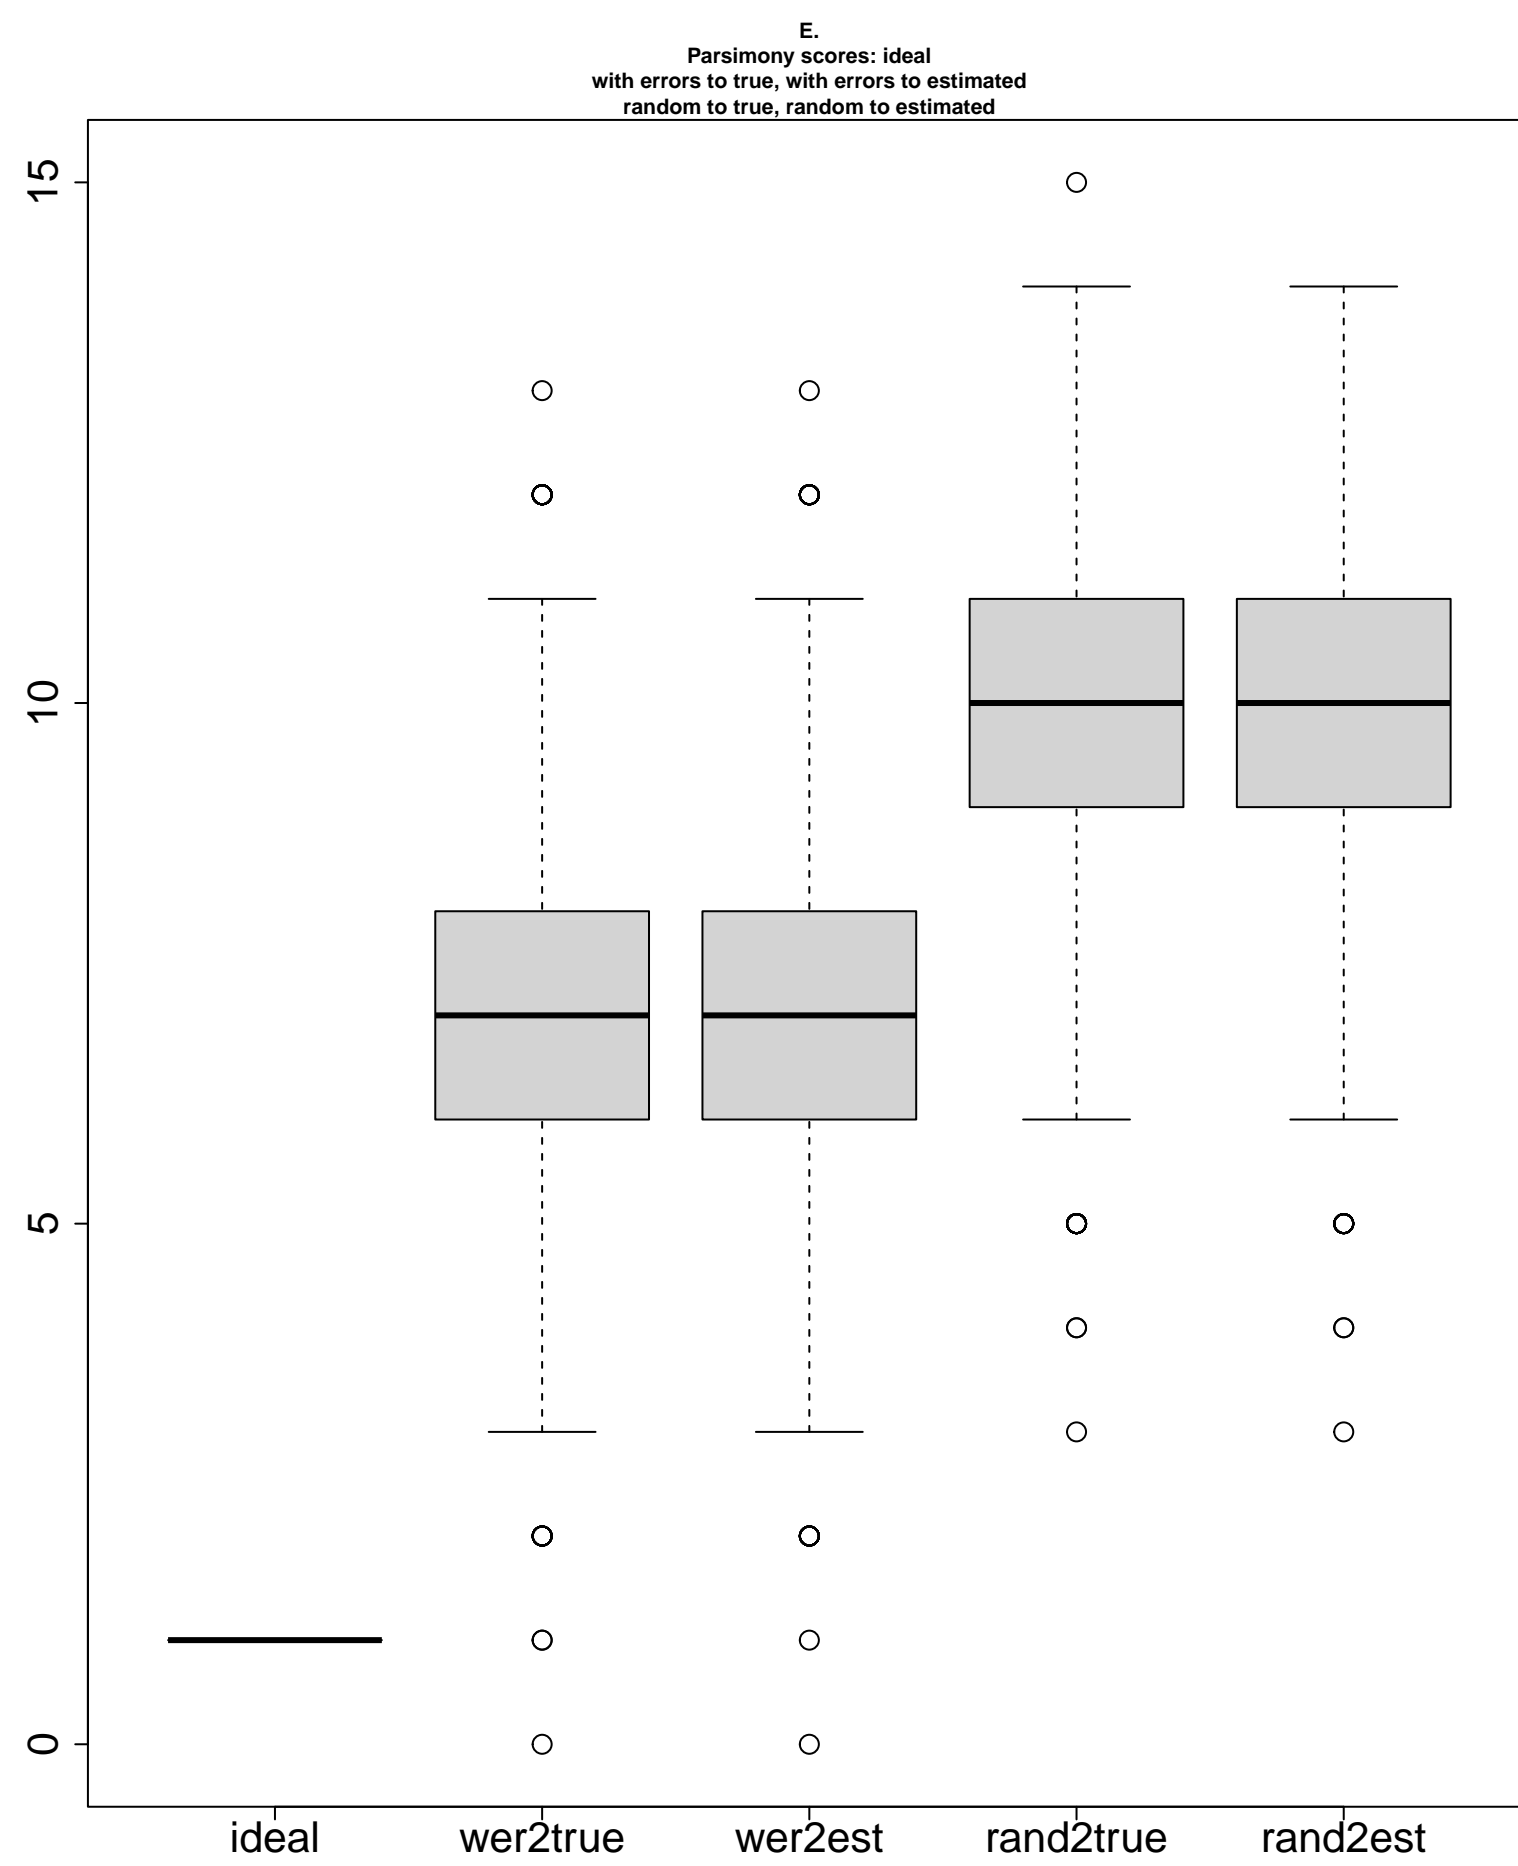 E.
Parsimony scores: ideal
with errors to true, with errors to estimated
random to true, random to estimated
15
10
5
0
ideal wer2true wer2est rand2true rand2est